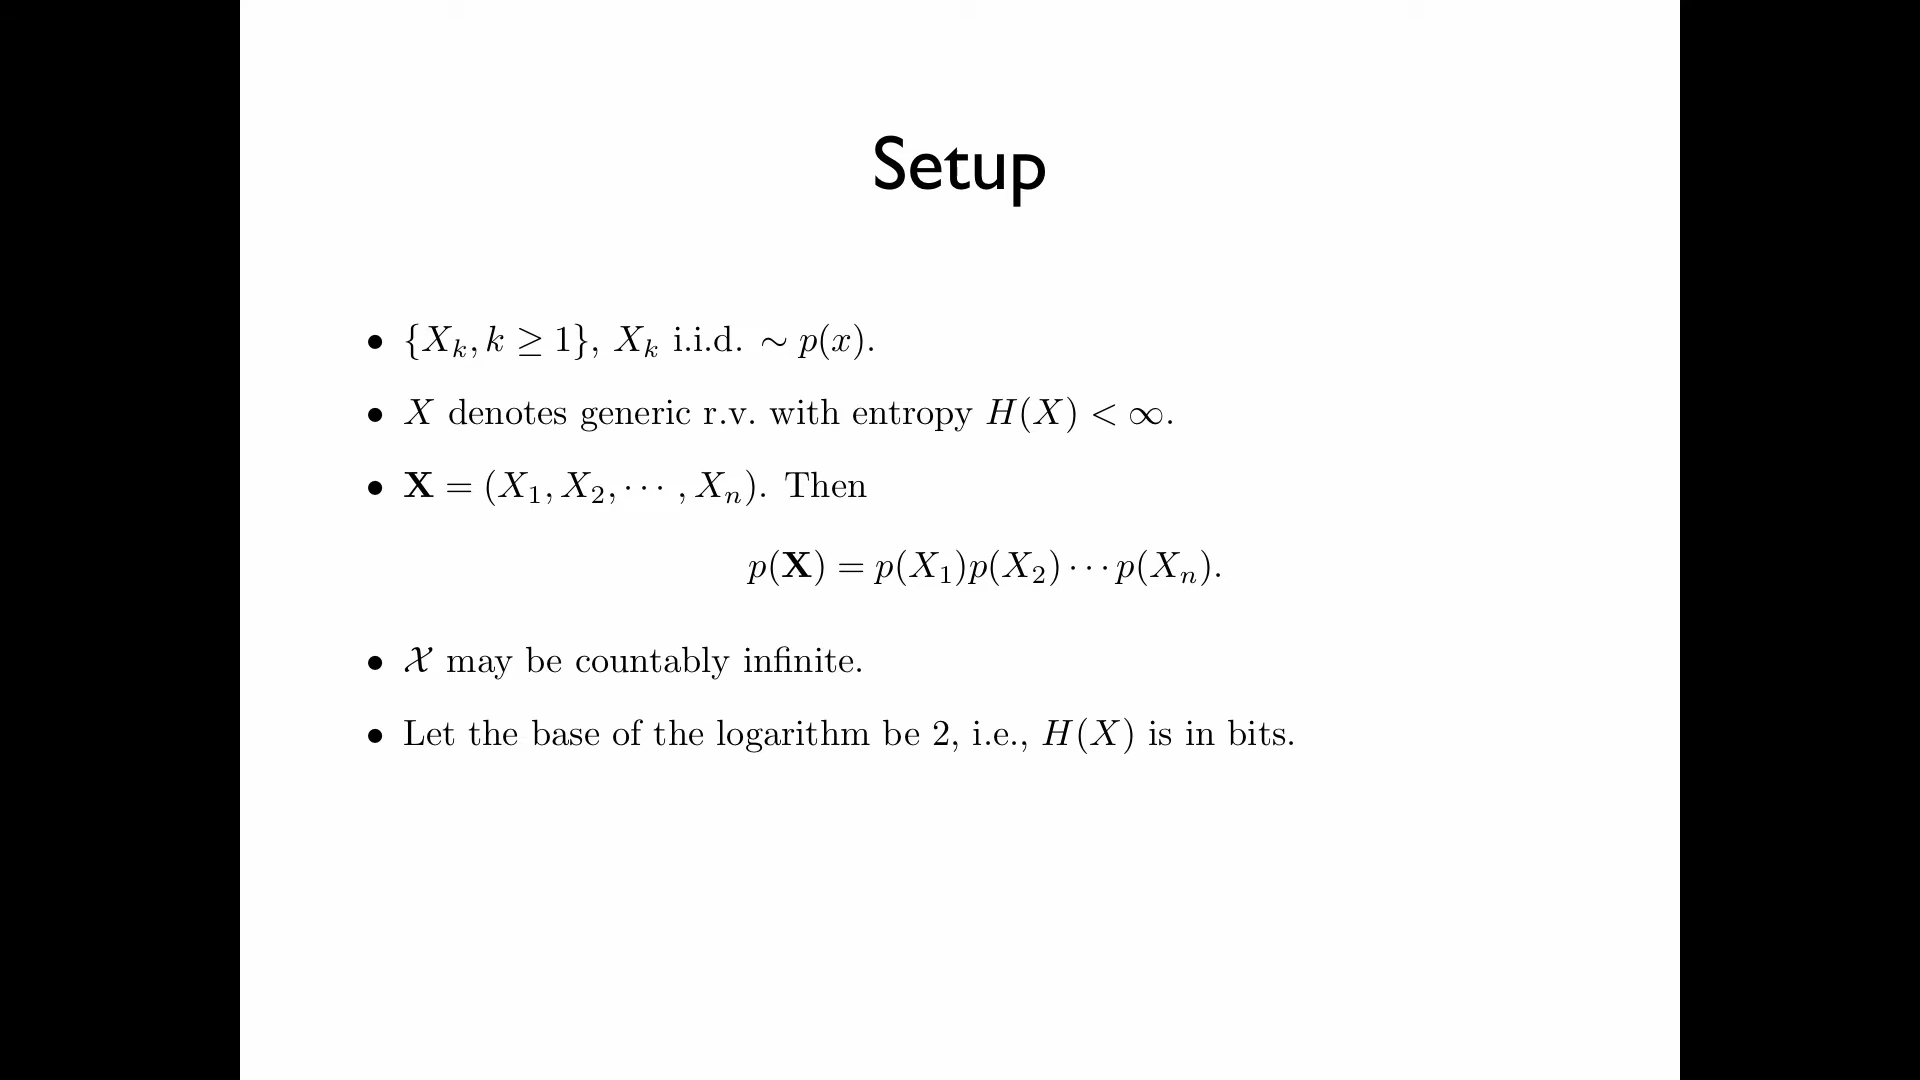 Setup
• {X_k, k ≥ 1}, X_k i.i.d. ∼ p(x).
• X denotes generic r.v. with entropy H(X) < ∞.
• 𝐗 = (X_1, X_2, ⋯ , X_n). Then
p(𝐗) = p(X_1)p(X_2) ⋯ p(X_n).
• 𝒳 may be countably infinite.
• Let the base of the logarithm be 2, i.e., H(X) is in bits.